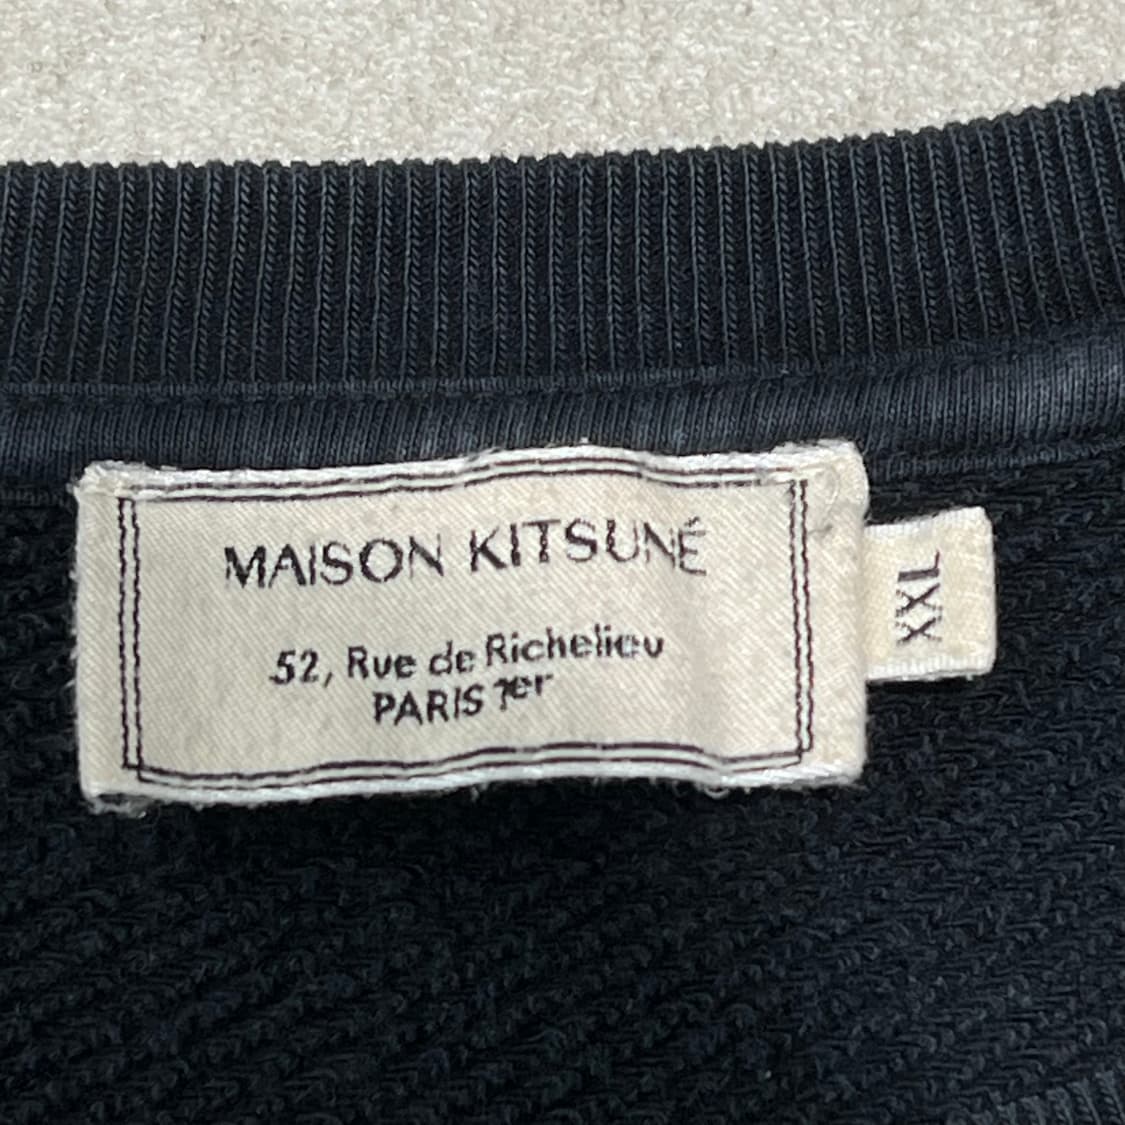 MAISON KITSUNÉ
52, Rue de Richelieu
PARIS 1er
XXL